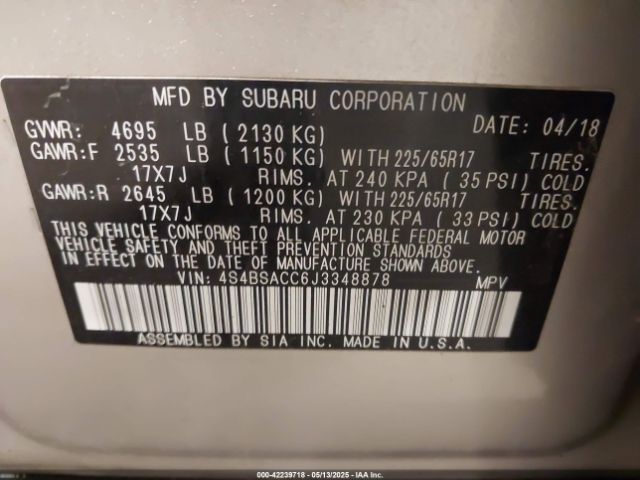 MFD BY SUBARU CORPORATION
GVWR: 4695 LB (2130 KG) DATE: 04/18
GAWR:F 2535 LB (1150 KG) WITH 225/65R17 TIRES.
17X7J RIMS. AT 240 KPA (35 PSI) COLD
GAWR:R 2645 LB (1200 KG) WITH 225/65R17 TIRES.
17X7J RIMS. AT 230 KPA (33 PSI) COLD
THIS VEHICLE CONFORMS TO ALL APPLICABLE FEDERAL MOTOR
VEHICLE SAFETY AND THEFT PREVENTION STANDARDS
IN EFFECT ON THE DATE OF MANUFACTURE SHOWN ABOVE.
VIN: 4S4BSACC6J3348878 MPV
ASSEMBLED BY SIA INC. MADE IN U.S.A.
000-42239718 - 05/13/2025 - IAA Inc.